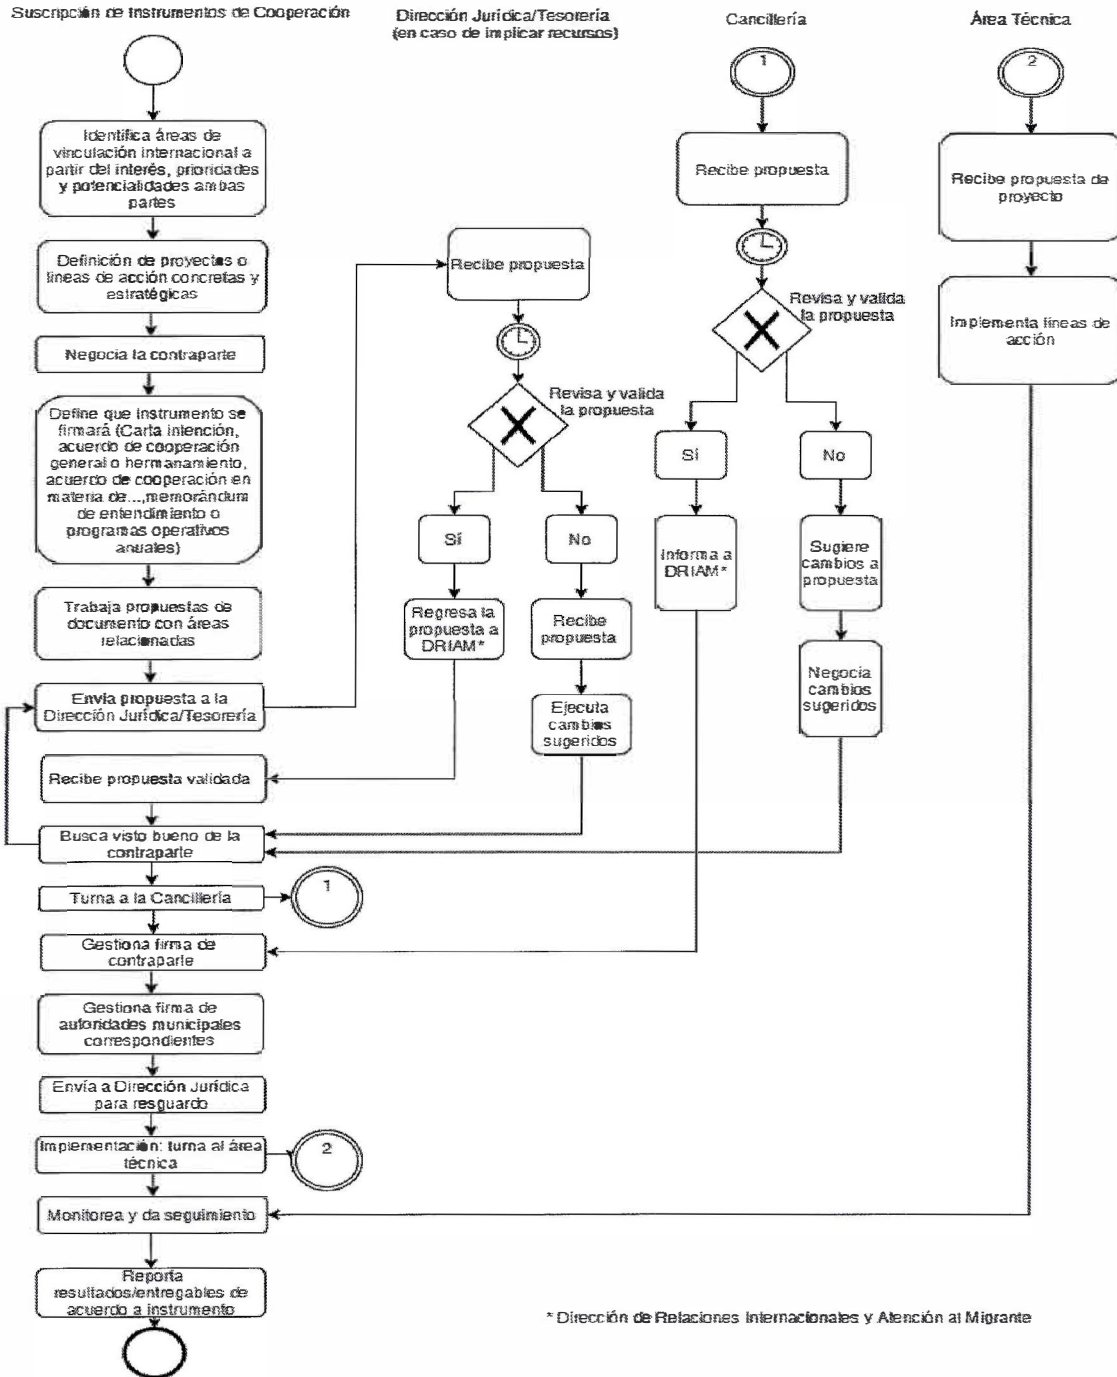 Suscripción de Instrumentos de Cooperación
Identifica áreas de
vinculación internacional a
partir del interés, prioridades
y potencialidades ambas
partes
Definición de proyectos o
líneas de acción concretas y
estratégicas
Negocia la contraparte
Define que instrumento se
firmará (Carta intención,
acuerdo de cooperación
general o hermanamiento,
acuerdo de cooperación en
materia de...,memorándum
de entendimiento o
programas operativos
anuales)
Trabaja propuestas de
documento con áreas
relacionadas
Envía propuesta a la
Dirección Jurídica/Tesorería
Recibe propuesta validada
Busca visto bueno de la
contraparte
Turna a la Cancillería
1
Gestiona firma de
contraparte
Gestiona firma de
autoridades municipales
correspondientes
Envía a Dirección Jurídica
para resguardo
Implementación: turna al área
técnica
2
Monitorea y da seguimiento
Reporta
resultados/entregables de
acuerdo a instrumento
Dirección Jurídica/Tesorería
(en caso de implicar recursos)
Recibe propuesta
Revisa y valida
la propuesta
Sí
No
Regresa la
propuesta a
DRIAM*
Recibe
propuesta
Ejecuta
cambios
sugeridos
Cancillería
1
Recibe propuesta
Revisa y valida
la propuesta
Sí
No
Informa a
DRIAM*
Sugiere
cambios a
propuesta
Negocia
cambios
sugeridos
Área Técnica
2
Recibe propuesta de
proyecto
Implementa líneas de
acción
* Dirección de Relaciones Internacionales y Atención al Migrante